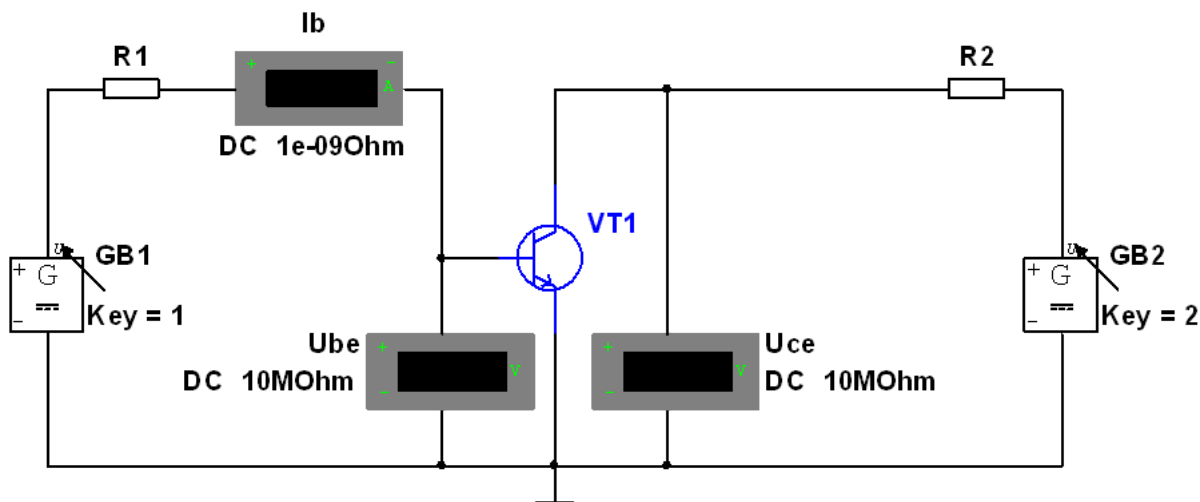 Ib
R1
R2
+ -
A
DC 1e-09Ohm
VT1
u
GB1
+
G
-
Key = 1
u
GB2
+
G
-
Key = 2
Ube
+
V
-
DC 10MOhm
Uce
+
V
-
DC 10MOhm